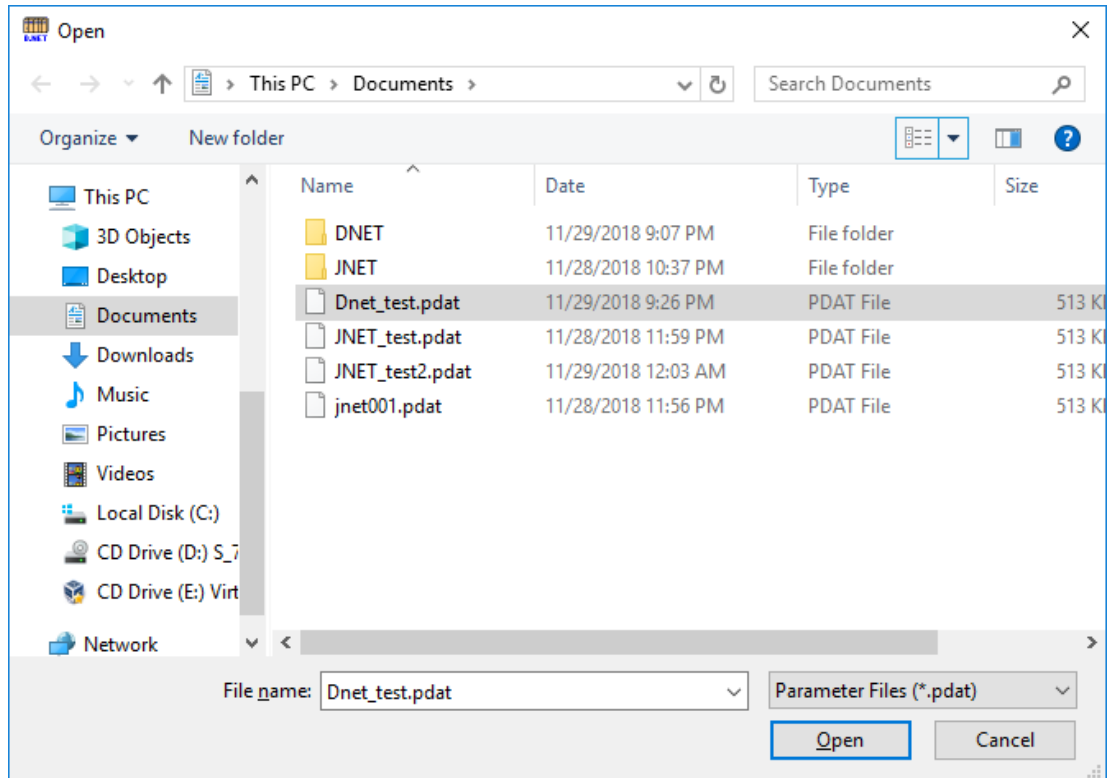 D.NET Open
This PC > Documents > Search Documents
Organize New folder ?
Name Date Type Size
This PC
3D Objects
Desktop
Documents
Downloads
Music
Pictures
Videos
Local Disk (C:)
CD Drive (D:) S_7
CD Drive (E:) Virt
Network
DNET 11/29/2018 9:07 PM File folder
JNET 11/28/2018 10:37 PM File folder
Dnet_test.pdat 11/29/2018 9:26 PM PDAT File 513 K
JNET_test.pdat 11/28/2018 11:59 PM PDAT File 513 K
JNET_test2.pdat 11/29/2018 12:03 AM PDAT File 513 K
jnet001.pdat 11/28/2018 11:56 PM PDAT File 513 K
File name: Dnet_test.pdat Parameter Files (*.pdat)
Open Cancel